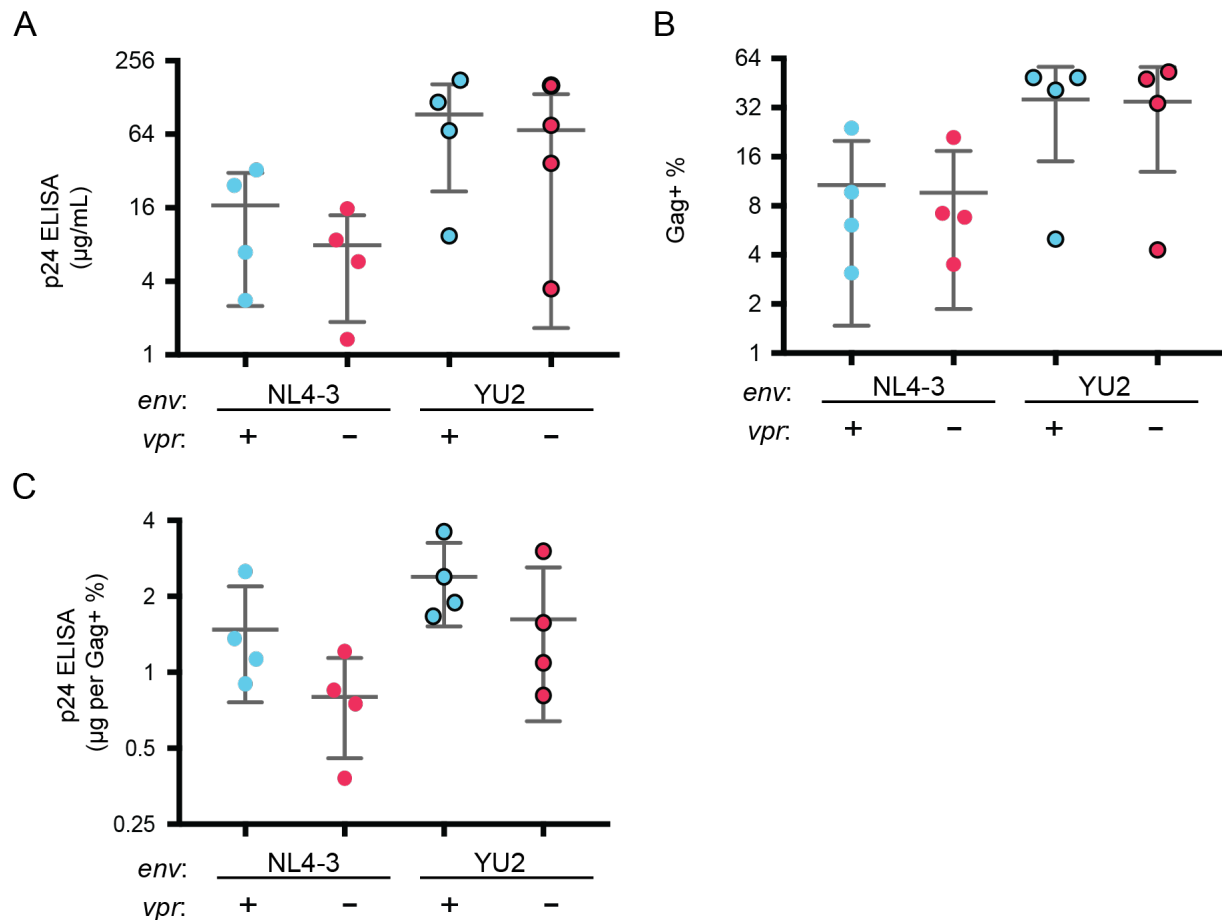 A
256
64
16
4
1
p24 ELISA
(µg/mL)
env: NL4-3 YU2
vpr: + − + −
B
64
32
16
8
4
2
1
Gag+ %
env: NL4-3 YU2
vpr: + − + −
C
4
2
1
0.5
0.25
p24 ELISA
(µg per Gag+ %)
env: NL4-3 YU2
vpr: + − + −